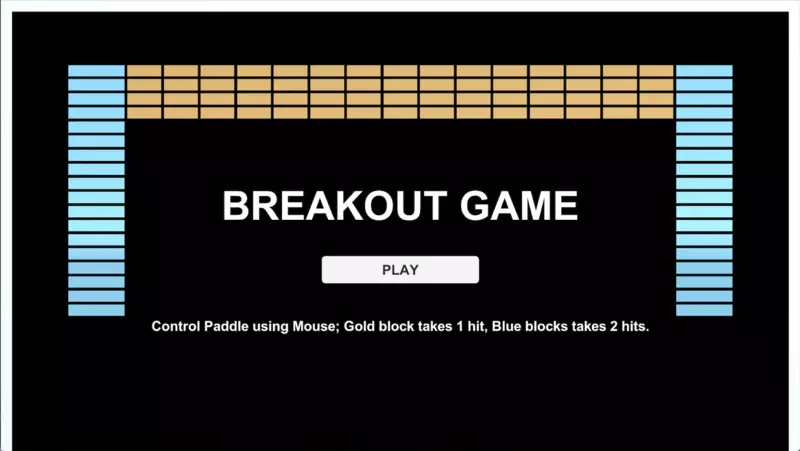 BREAKOUT GAME
PLAY
Control Paddle using Mouse; Gold block takes 1 hit, Blue blocks takes 2 hits.